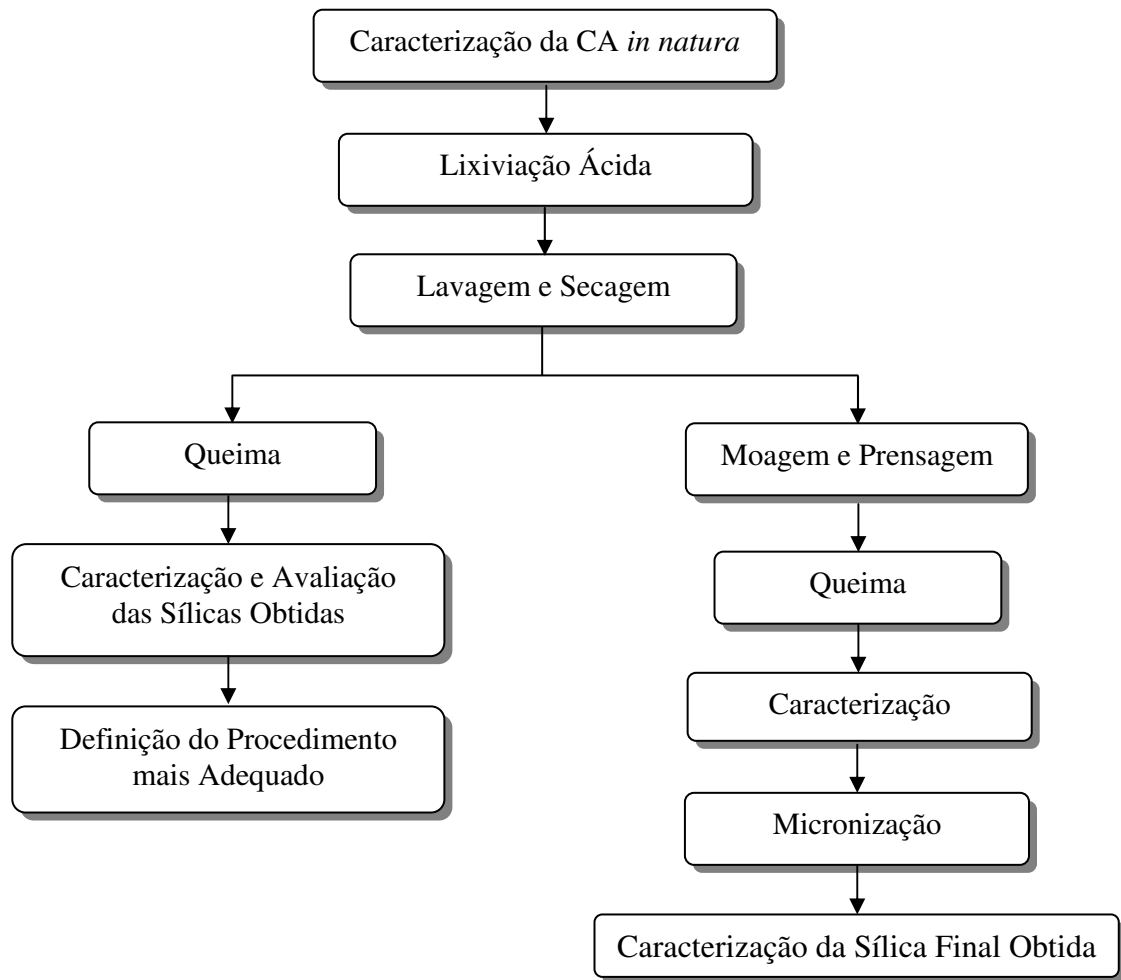 Caracterização da CA in natura
Lixiviação Ácida
Lavagem e Secagem
Queima
Caracterização e Avaliação
das Sílicas Obtidas
Definição do Procedimento
mais Adequado
Moagem e Prensagem
Queima
Caracterização
Micronização
Caracterização da Sílica Final Obtida